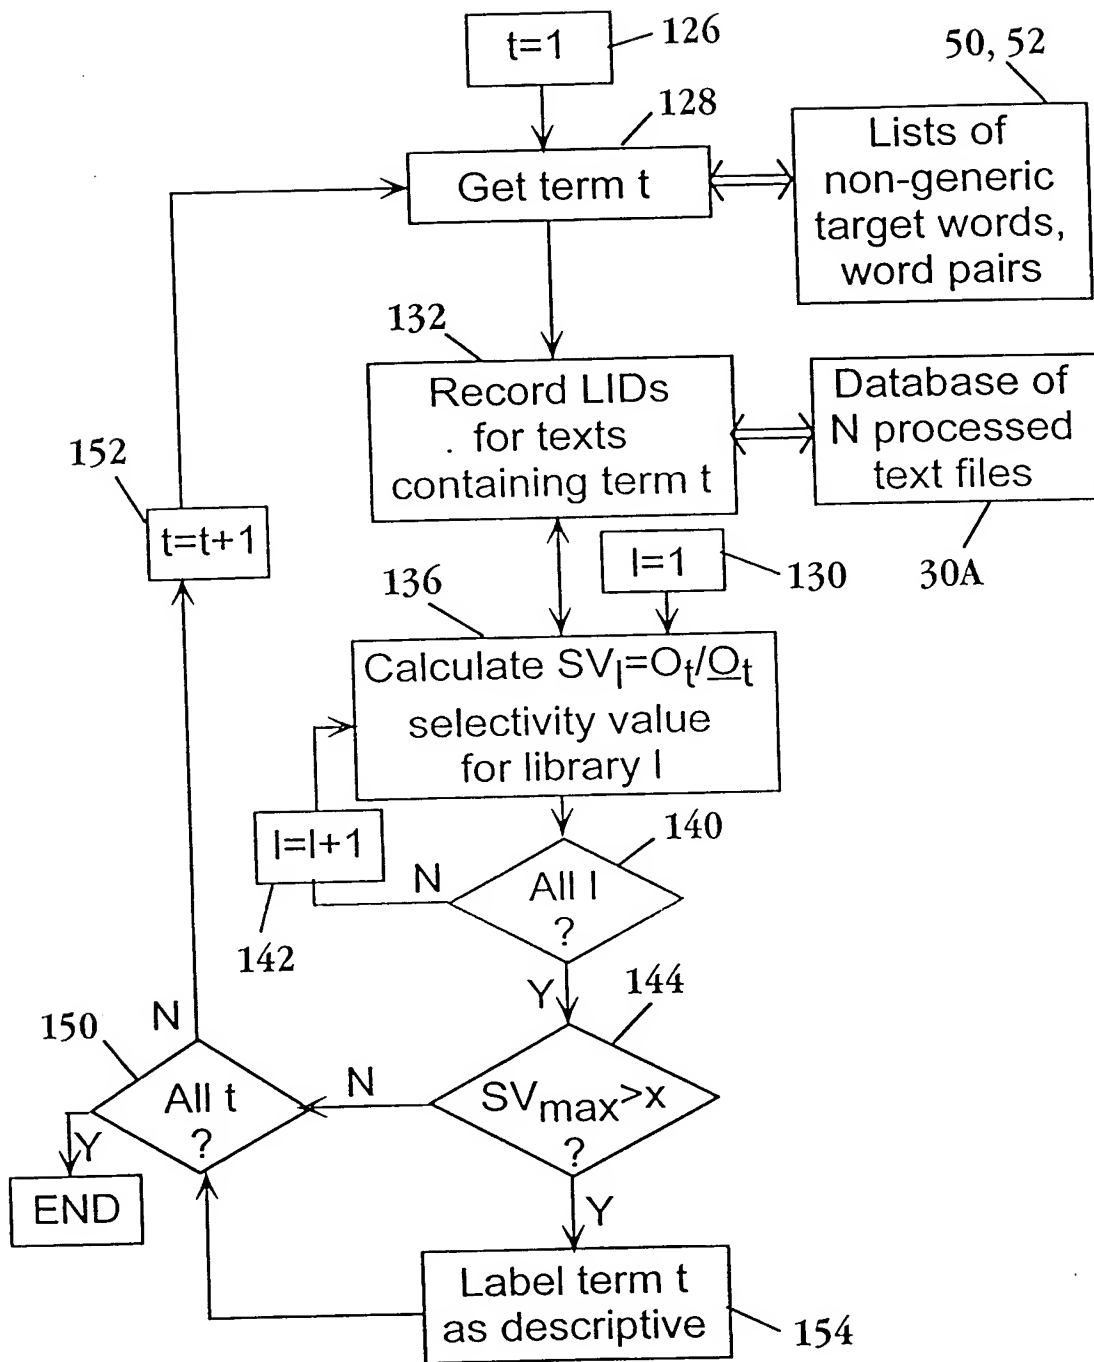 t=1
126
50, 52
128
Get term t
Lists of
non-generic
target words,
word pairs
132
Record LIDs
for texts
containing term t
Database of
N processed
text files
30A
152
t=t+1
l=1
130
136
Calculate SVl=Ot/Ot
selectivity value
for library l
l=l+1
142
N
All l
?
140
Y
144
SVmax>x
?
N
150
N
All t
?
Y
END
Y
Label term t
as descriptive
154